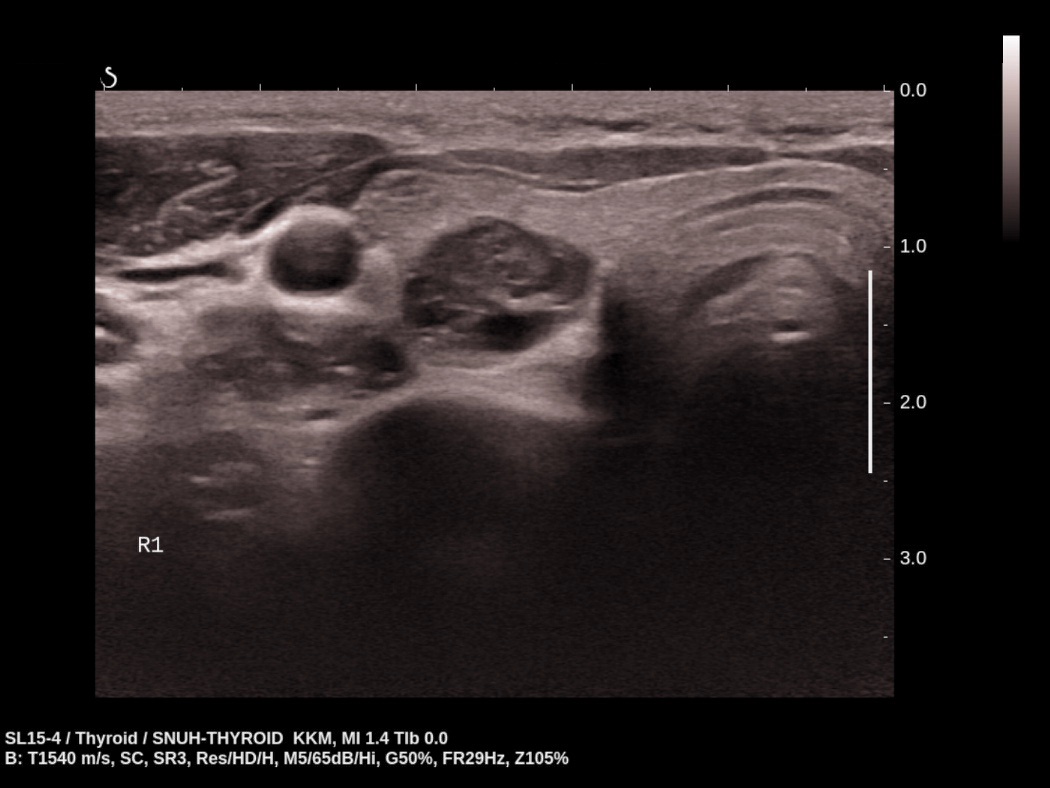 0.0
1.0
2.0
3.0
R1
SL15-4 / Thyroid / SNUH-THYROID KKM, MI 1.4 TIb 0.0
B: T1540 m/s, SC, SR3, Res/HD/H, M5/65dB/Hi, G50%, FR29Hz, Z105%